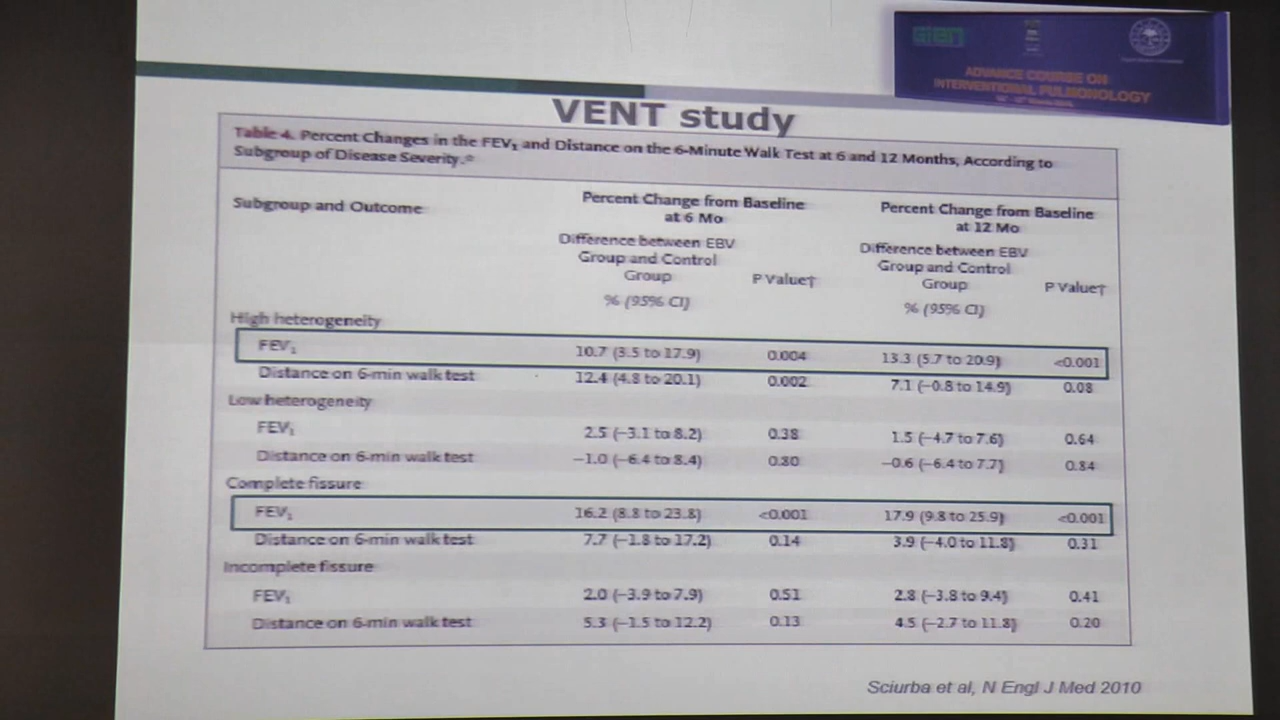 ADVANCE COURSE ON
INTERVENTIONAL PULMONOLOGY
VENT study
Table 4. Percent Changes in the FEV₁ and Distance on the 6-Minute Walk Test at 6 and 12 Months, According to
Subgroup of Disease Severity.*
Subgroup and Outcome
Percent Change from Baseline
at 6 Mo
Percent Change from Baseline
at 12 Mo
Difference between EBV
Group and Control
Group
P Value†
Difference between EBV
Group and Control
Group
P Value†
% (95% CI)
% (95% CI)
High heterogeneity
FEV₁ 10.7 (3.5 to 17.9) 0.004 13.3 (5.7 to 20.9) <0.001
Distance on 6-min walk test 12.4 (4.8 to 20.1) 0.002 7.1 (−0.8 to 14.9) 0.08
Low heterogeneity
FEV₁ 2.5 (−3.1 to 8.2) 0.38 1.5 (−4.7 to 7.6) 0.64
Distance on 6-min walk test −1.0 (−6.4 to 8.4) 0.80 −0.6 (−6.4 to 7.7) 0.84
Complete fissure
FEV₁ 16.2 (8.8 to 23.8) <0.001 17.9 (9.8 to 25.9) <0.001
Distance on 6-min walk test 7.7 (−1.8 to 17.2) 0.14 3.9 (−4.0 to 11.8) 0.31
Incomplete fissure
FEV₁ 2.0 (−3.9 to 7.9) 0.51 2.8 (−3.8 to 9.4) 0.41
Distance on 6-min walk test 5.3 (−1.5 to 12.2) 0.13 4.5 (−2.7 to 11.8) 0.20
Sciurba et al, N Engl J Med 2010